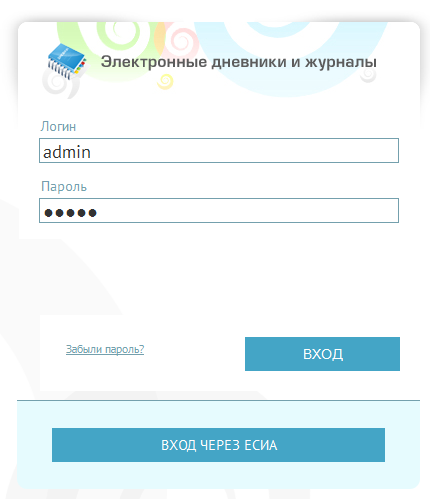 Электронные дневники и журналы
Логин
admin
Пароль
●●●●●
Забыли пароль?
ВХОД
ВХОД ЧЕРЕЗ ЕСИА